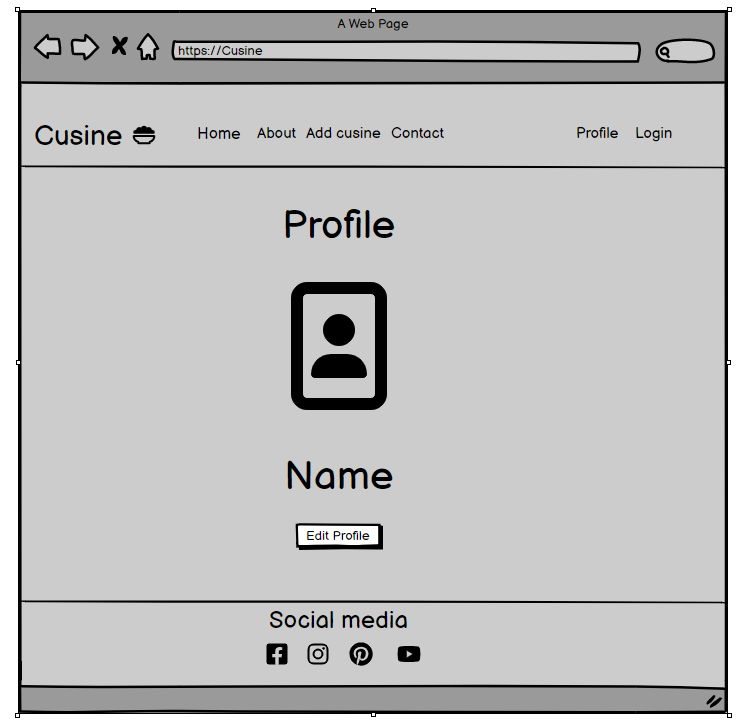 A Web Page
https://Cusine
Cusine Home About Add cusine Contact Profile Login
Profile
Name
Edit Profile
Social media